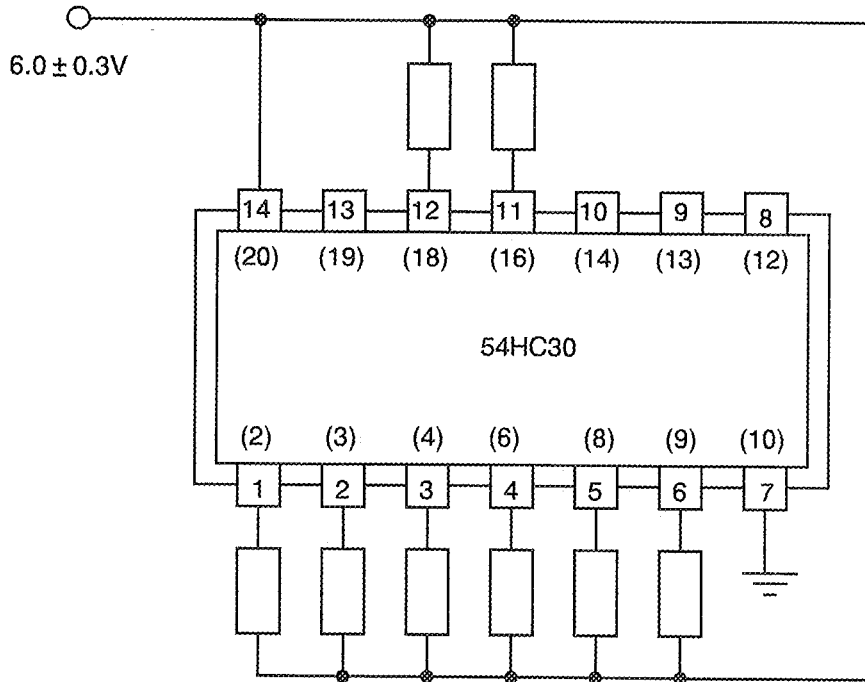 6.0 ± 0.3V
14 13 12 11 10 9 8
(20) (19) (18) (16) (14) (13) (12)
54HC30
(2) (3) (4) (6) (8) (9) (10)
1 2 3 4 5 6 7